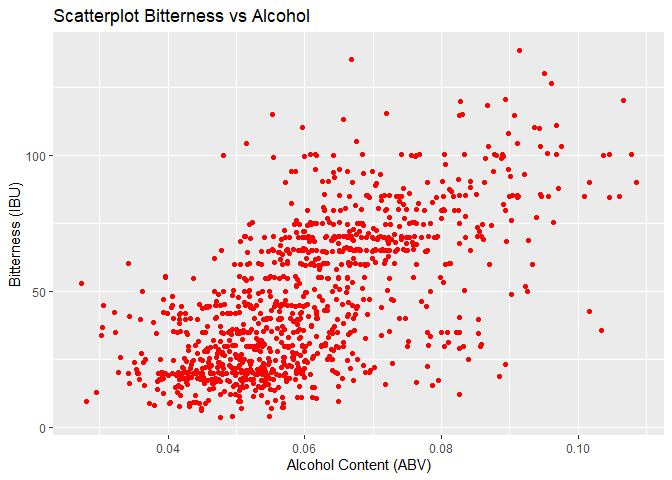 Scatterplot Bitterness vs Alcohol
Bitterness (IBU)
100
50
0
0.04 0.06 0.08 0.10
Alcohol Content (ABV)